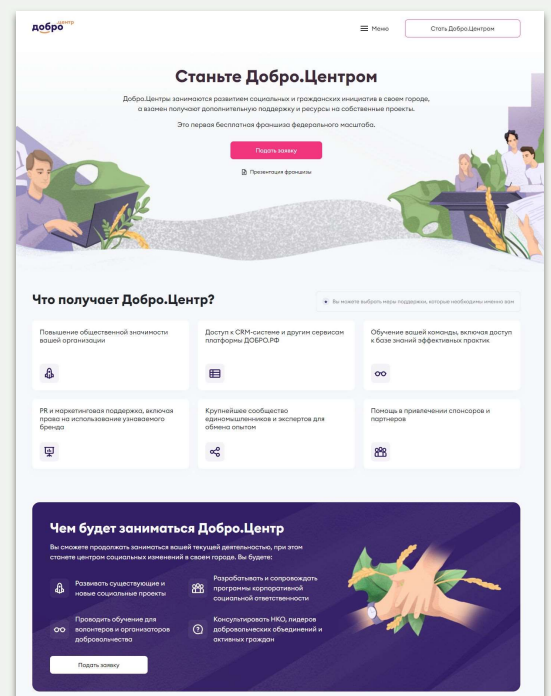 добро центр
Меню
Стать Добро.Центром
Станьте Добро.Центром
Добро.Центры занимаются развитием социальных и гражданских инициатив в своем городе,
а взамен получают дополнительную поддержку и ресурсы на собственные проекты.
Это первая бесплатная франшиза федерального масштаба.
Подать заявку
Презентация франшизы
Что получает Добро.Центр?
Вы можете выбрать меры поддержки, которые необходимы именно вам
Повышение общественной значимости
вашей организации
Доступ к CRM-системе и другим сервисам
платформы ДОБРО.РФ
Обучение вашей команды, включая доступ
к базе знаний эффективных практик
PR и маркетинговая поддержка, включая
права на использование узнаваемого
бренда
Крупнейшее сообщество
единомышленников и экспертов для
обмена опытом
Помощь в привлечении спонсоров и
партнеров
Чем будет заниматься Добро.Центр
Вы сможете продолжать заниматься вашей текущей деятельностью, при этом
станете центром социальных изменений в своем городе. Вы будете:
Развивать существующие и
новые социальные проекты
Разрабатывать и сопровождать
программы корпоративной
социальной ответственности
Проводить обучение для
волонтеров и организаторов
добровольчества
Консультировать НКО, лидеров
добровольческих объединений и
активных граждан
Подать заявку